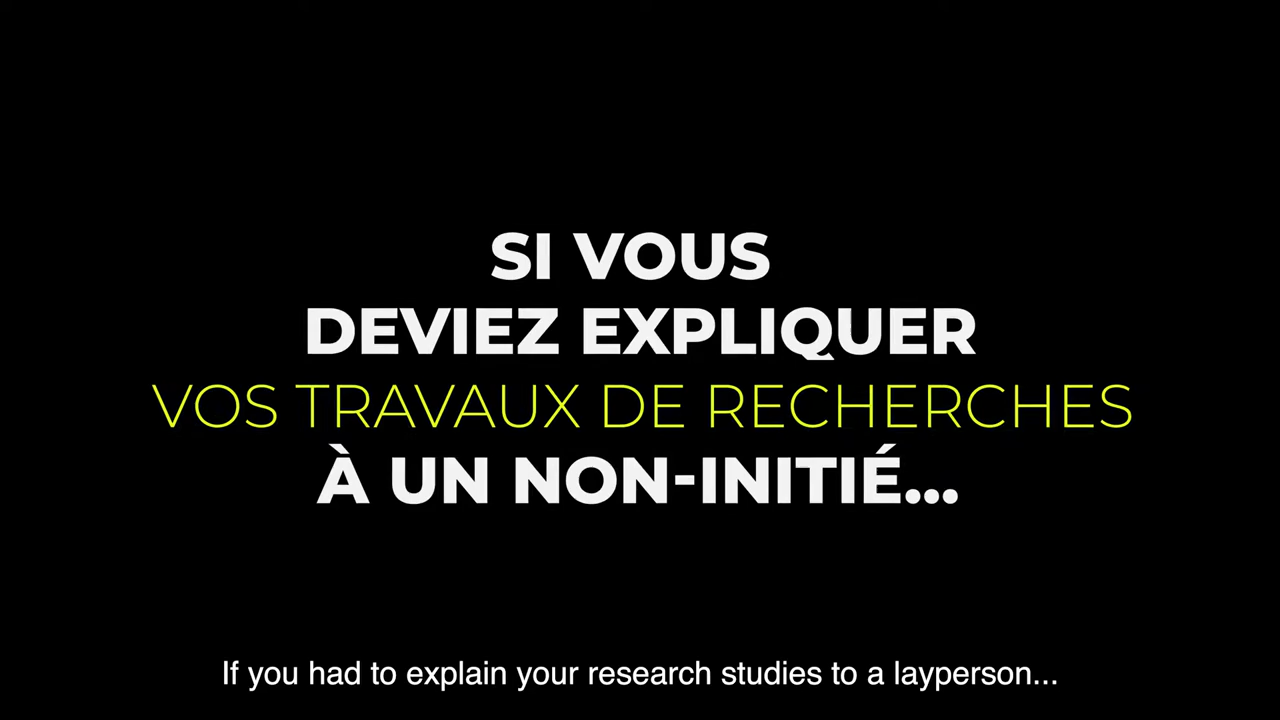 SI VOUS
DEVIEZ EXPLIQUER
VOS TRAVAUX DE RECHERCHES
À UN NON-INITIÉ...
If you had to explain your research studies to a layperson...